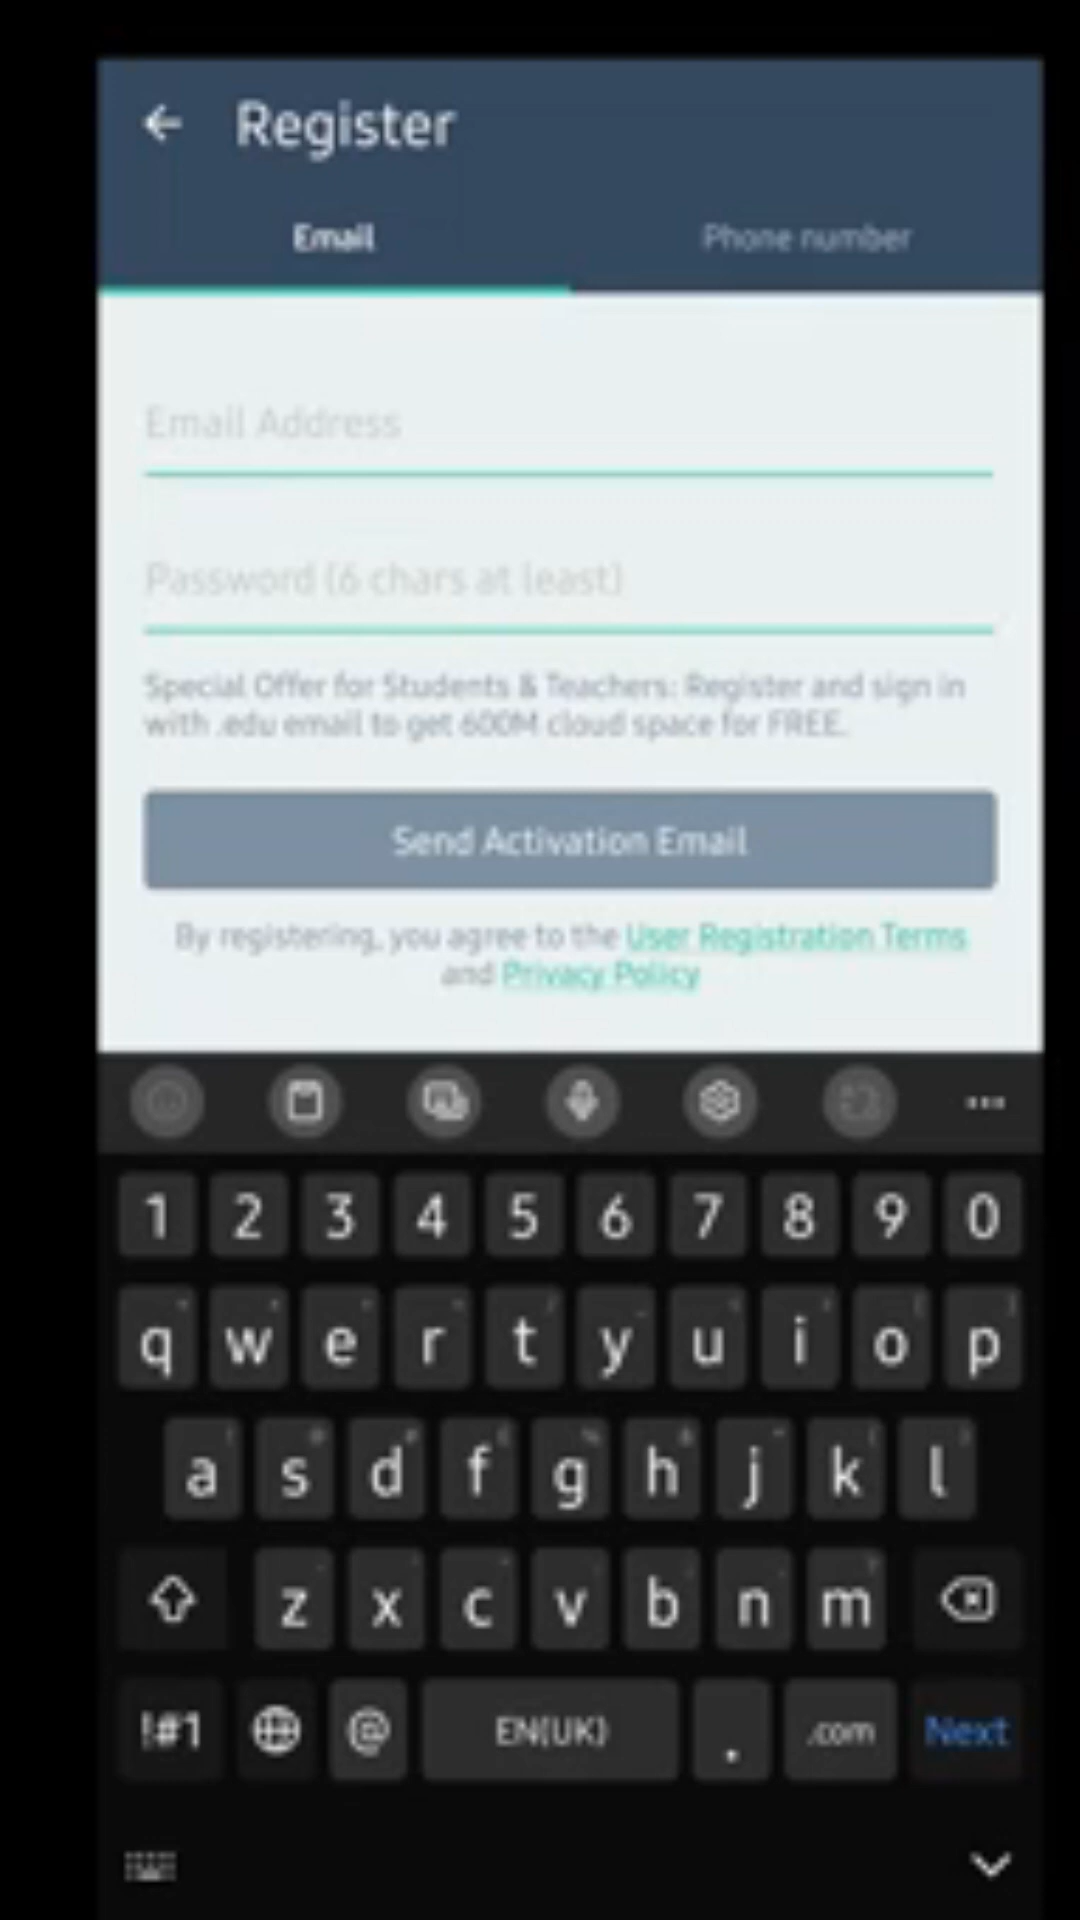 Register
Email
Phone number
Email Address
Password (6 chars at least)
Special Offer for Students & Teachers: Register and sign in
with .edu email to get 600M cloud space for FREE.
Send Activation Email
By registering, you agree to the User Registration Terms
and Privacy Policy
1 2 3 4 5 6 7 8 9 0
q w e r t y u i o p
a s d f g h j k l
z x c v b n m
!#1 @ EN(UK) . .com Next